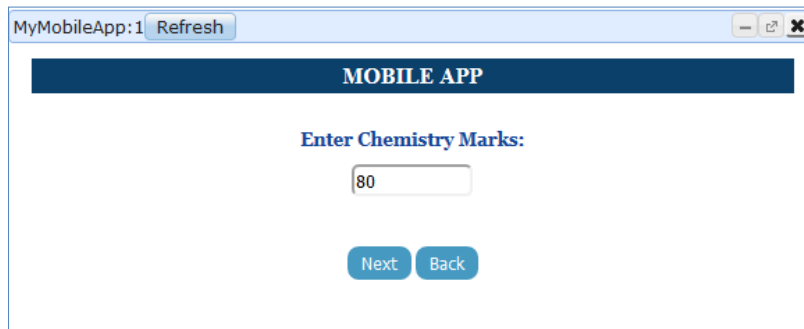 MyMobileApp:1 Refresh
MOBILE APP
Enter Chemistry Marks:
80
Next Back